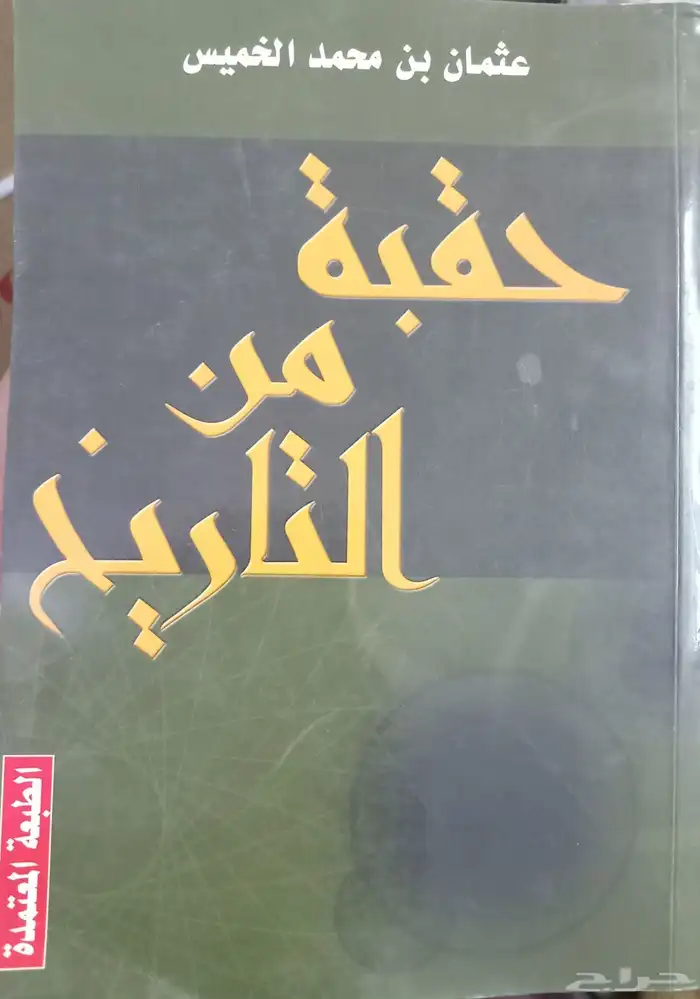 عثمان بن محمد الخميس
حقبة
من
التاريخ
الطبعة المعتمدة
حراج